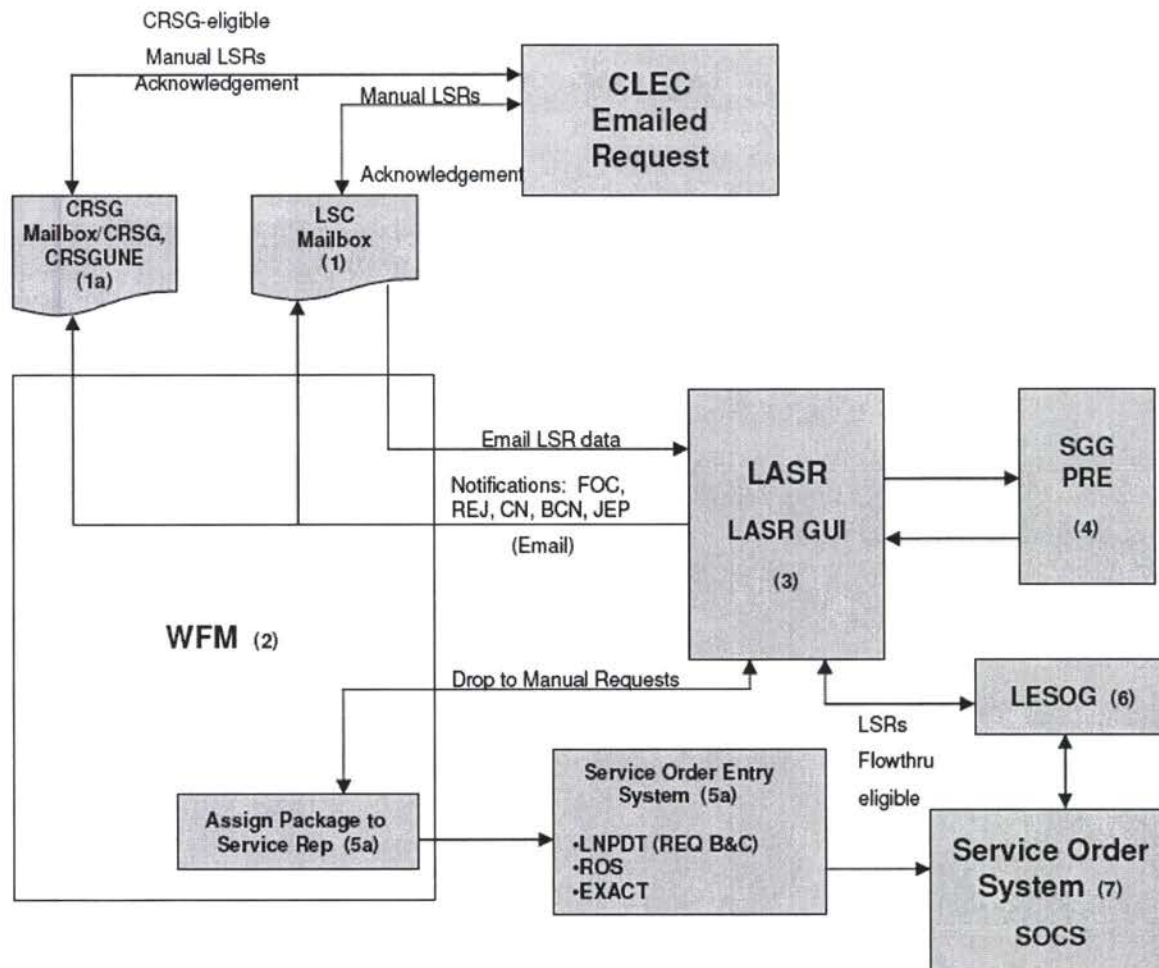 CRSG-eligible
Manual LSRs
Acknowledgement
Manual LSRs
Acknowledgement
CLEC
Emailed
Request
CRSG
Mailbox/CRSG,
CRSGUNE
(1a)
LSC
Mailbox
(1)
Email LSR data
Notifications: FOC,
REJ, CN, BCN, JEP
(Email)
LASR
LASR GUI
(3)
SGG
PRE
(4)
WFM (2)
Drop to Manual Requests
LESOG (6)
LSRs
Flowthru
eligible
Assign Package to
Service Rep (5a)
Service Order Entry
System (5a)
•LNPDT (REQ B&C)
•ROS
•EXACT
Service Order
System (7)
SOCS